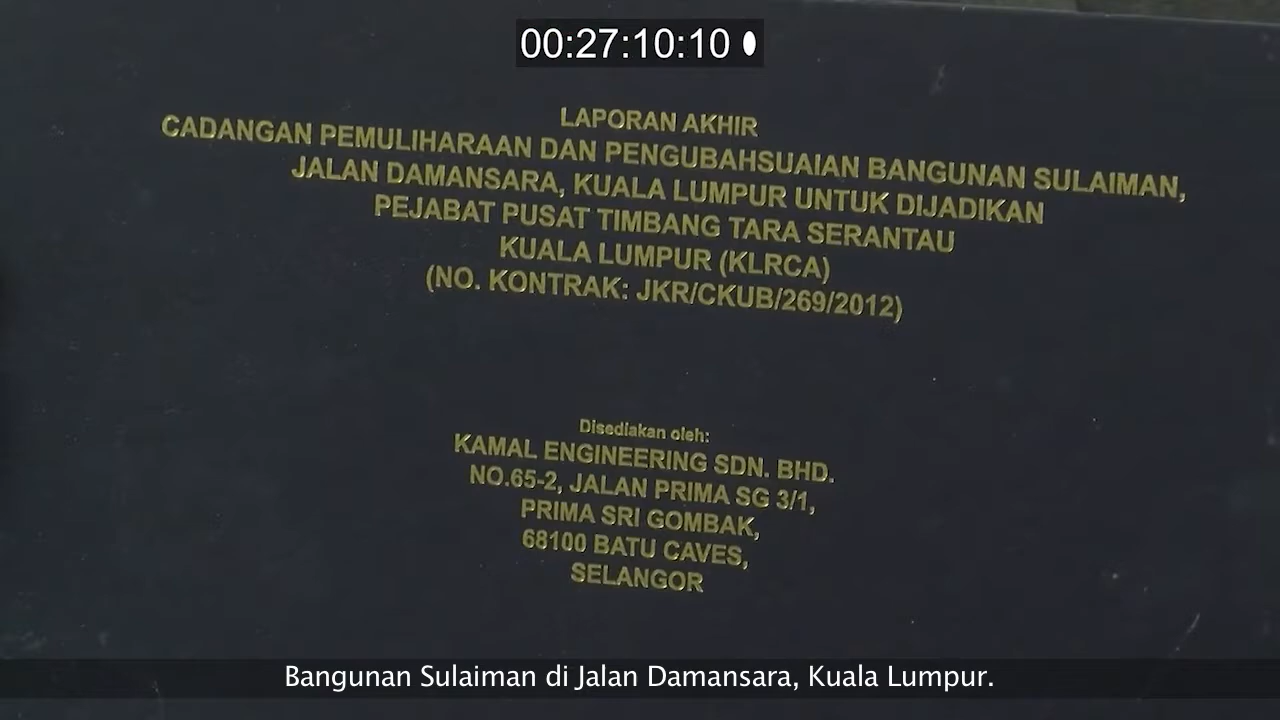 00:27:10:10
LAPORAN AKHIR
CADANGAN PEMULIHARAAN DAN PENGUBAHSUAIAN BANGUNAN SULAIMAN,
JALAN DAMANSARA, KUALA LUMPUR UNTUK DIJADIKAN
PEJABAT PUSAT TIMBANG TARA SERANTAU
KUALA LUMPUR (KLRCA)
(NO. KONTRAK: JKR/CKUB/269/2012)
Disediakan oleh:
KAMAL ENGINEERING SDN. BHD.
NO.65-2, JALAN PRIMA SG 3/1,
PRIMA SRI GOMBAK,
68100 BATU CAVES,
SELANGOR
Bangunan Sulaiman di Jalan Damansara, Kuala Lumpur.